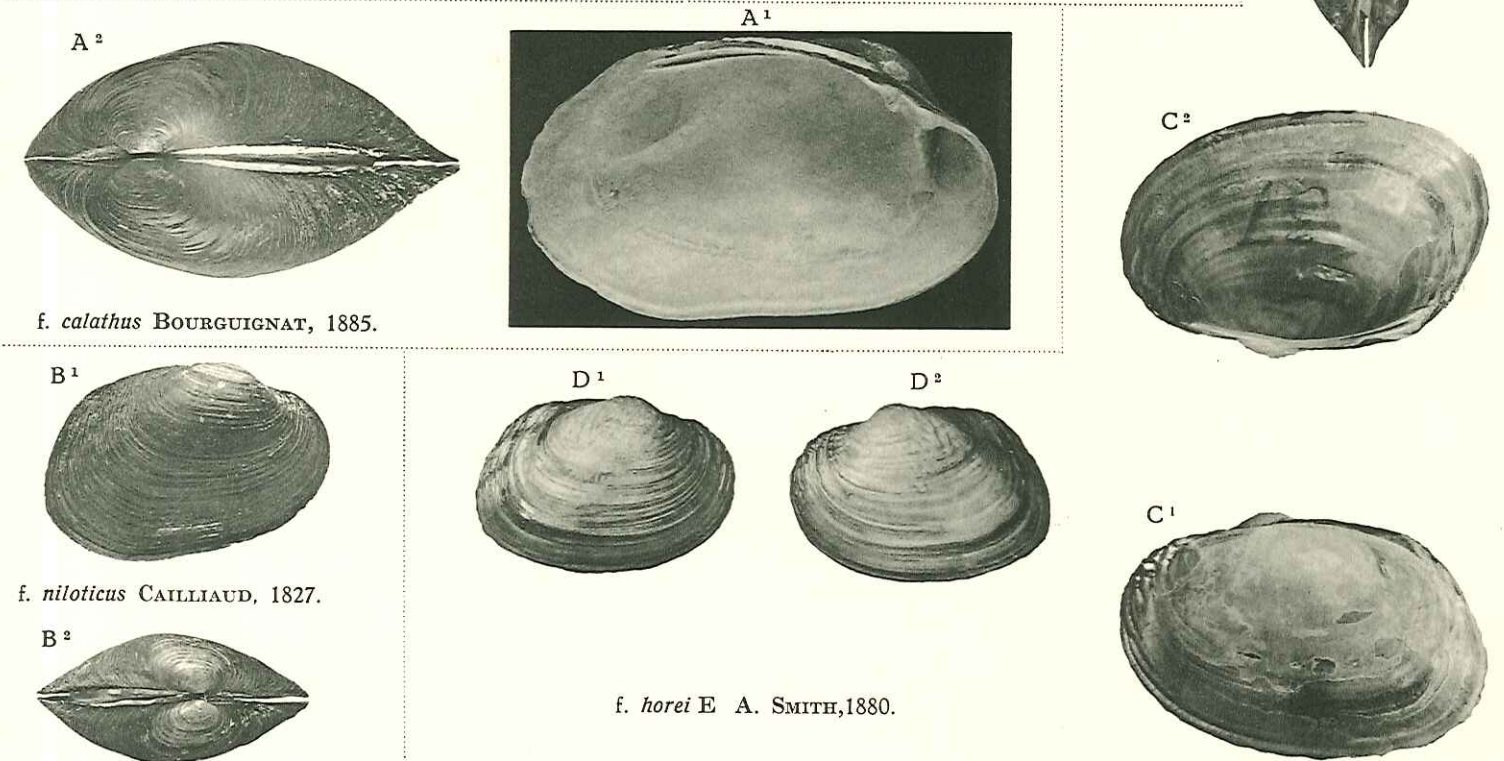 A¹
A²
C²
f. calathus BOURGUIGNAT, 1885.
B¹
D¹
D²
f. niloticus CAILLIAUD, 1827.
C¹
B²
f. horei E A. SMITH,1880.